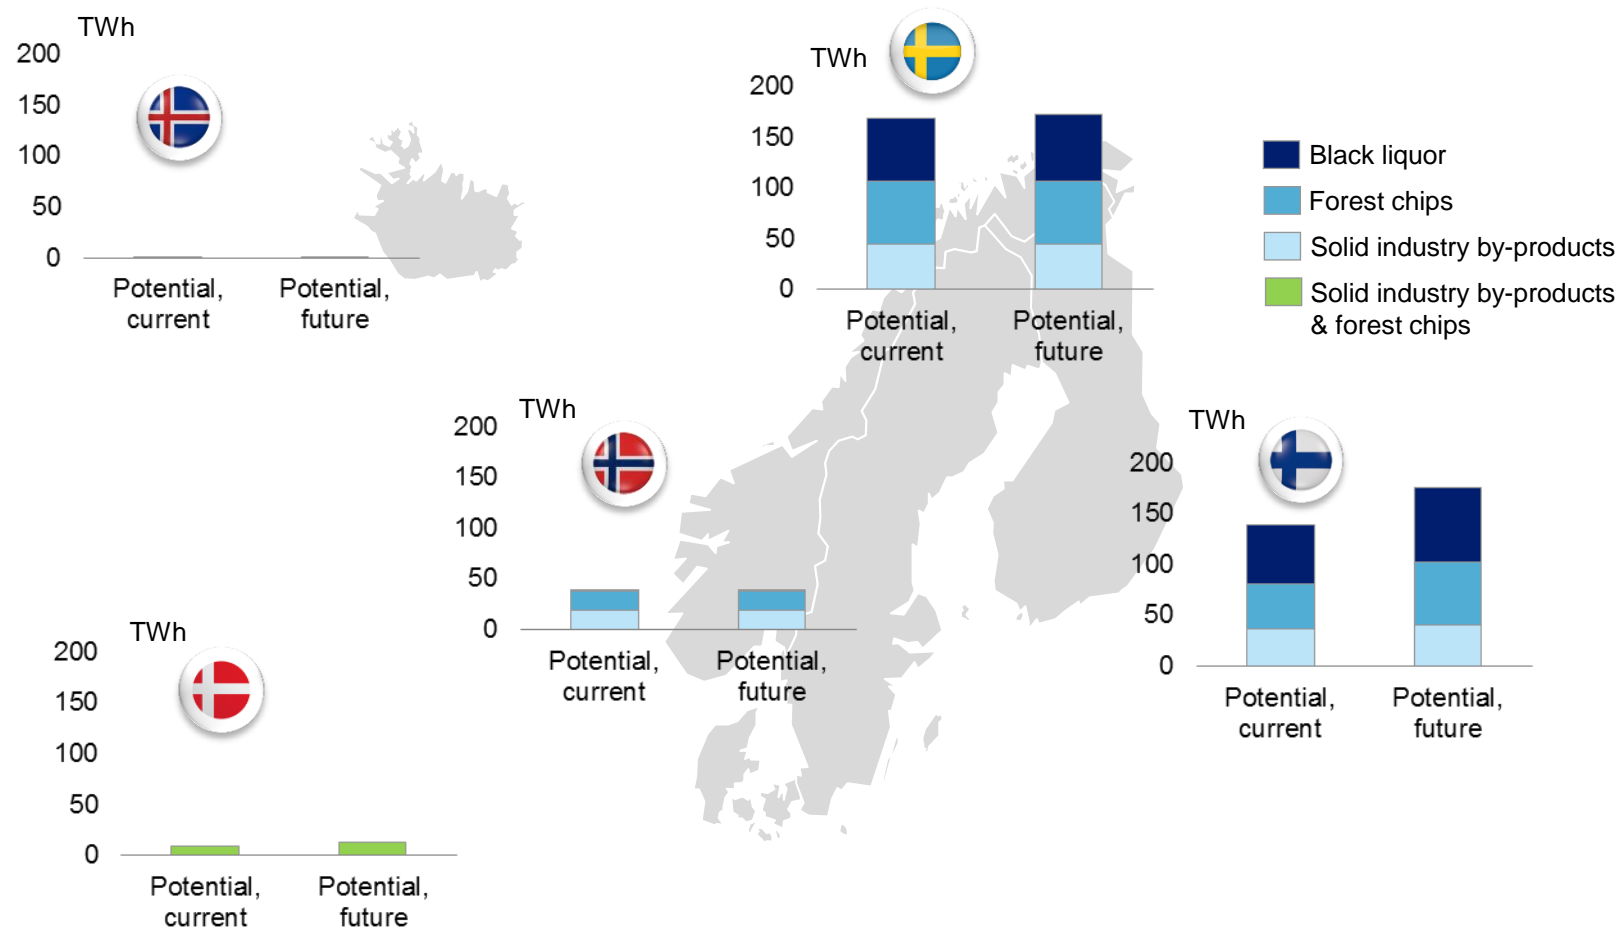 TWh
200
150
100
50
0
Potential,
current
Potential,
future
TWh
200
150
100
50
0
Potential,
current
Potential,
future
Black liquor
Forest chips
Solid industry by-products
Solid industry by-products
& forest chips
TWh
200
150
100
50
0
Potential,
current
Potential,
future
TWh
200
150
100
50
0
Potential,
current
Potential,
future
TWh
200
150
100
50
0
Potential,
current
Potential,
future